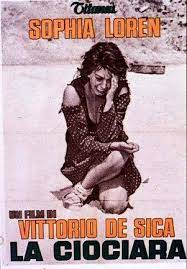 Titanus
SOPHIA LOREN
UN FILM DI
VITTORIO DE SICA
LA CIOCIARA